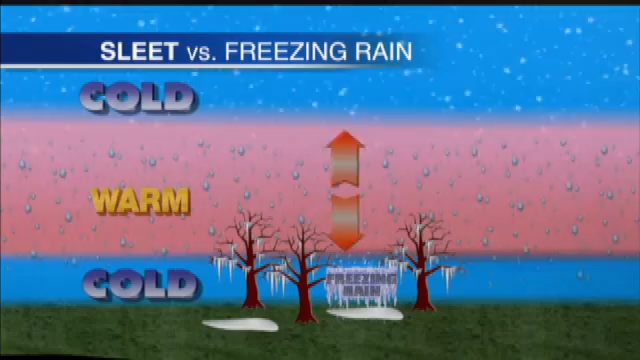 SLEET vs. FREEZING RAIN
COLD
WARM
COLD
FREEZING
RAIN